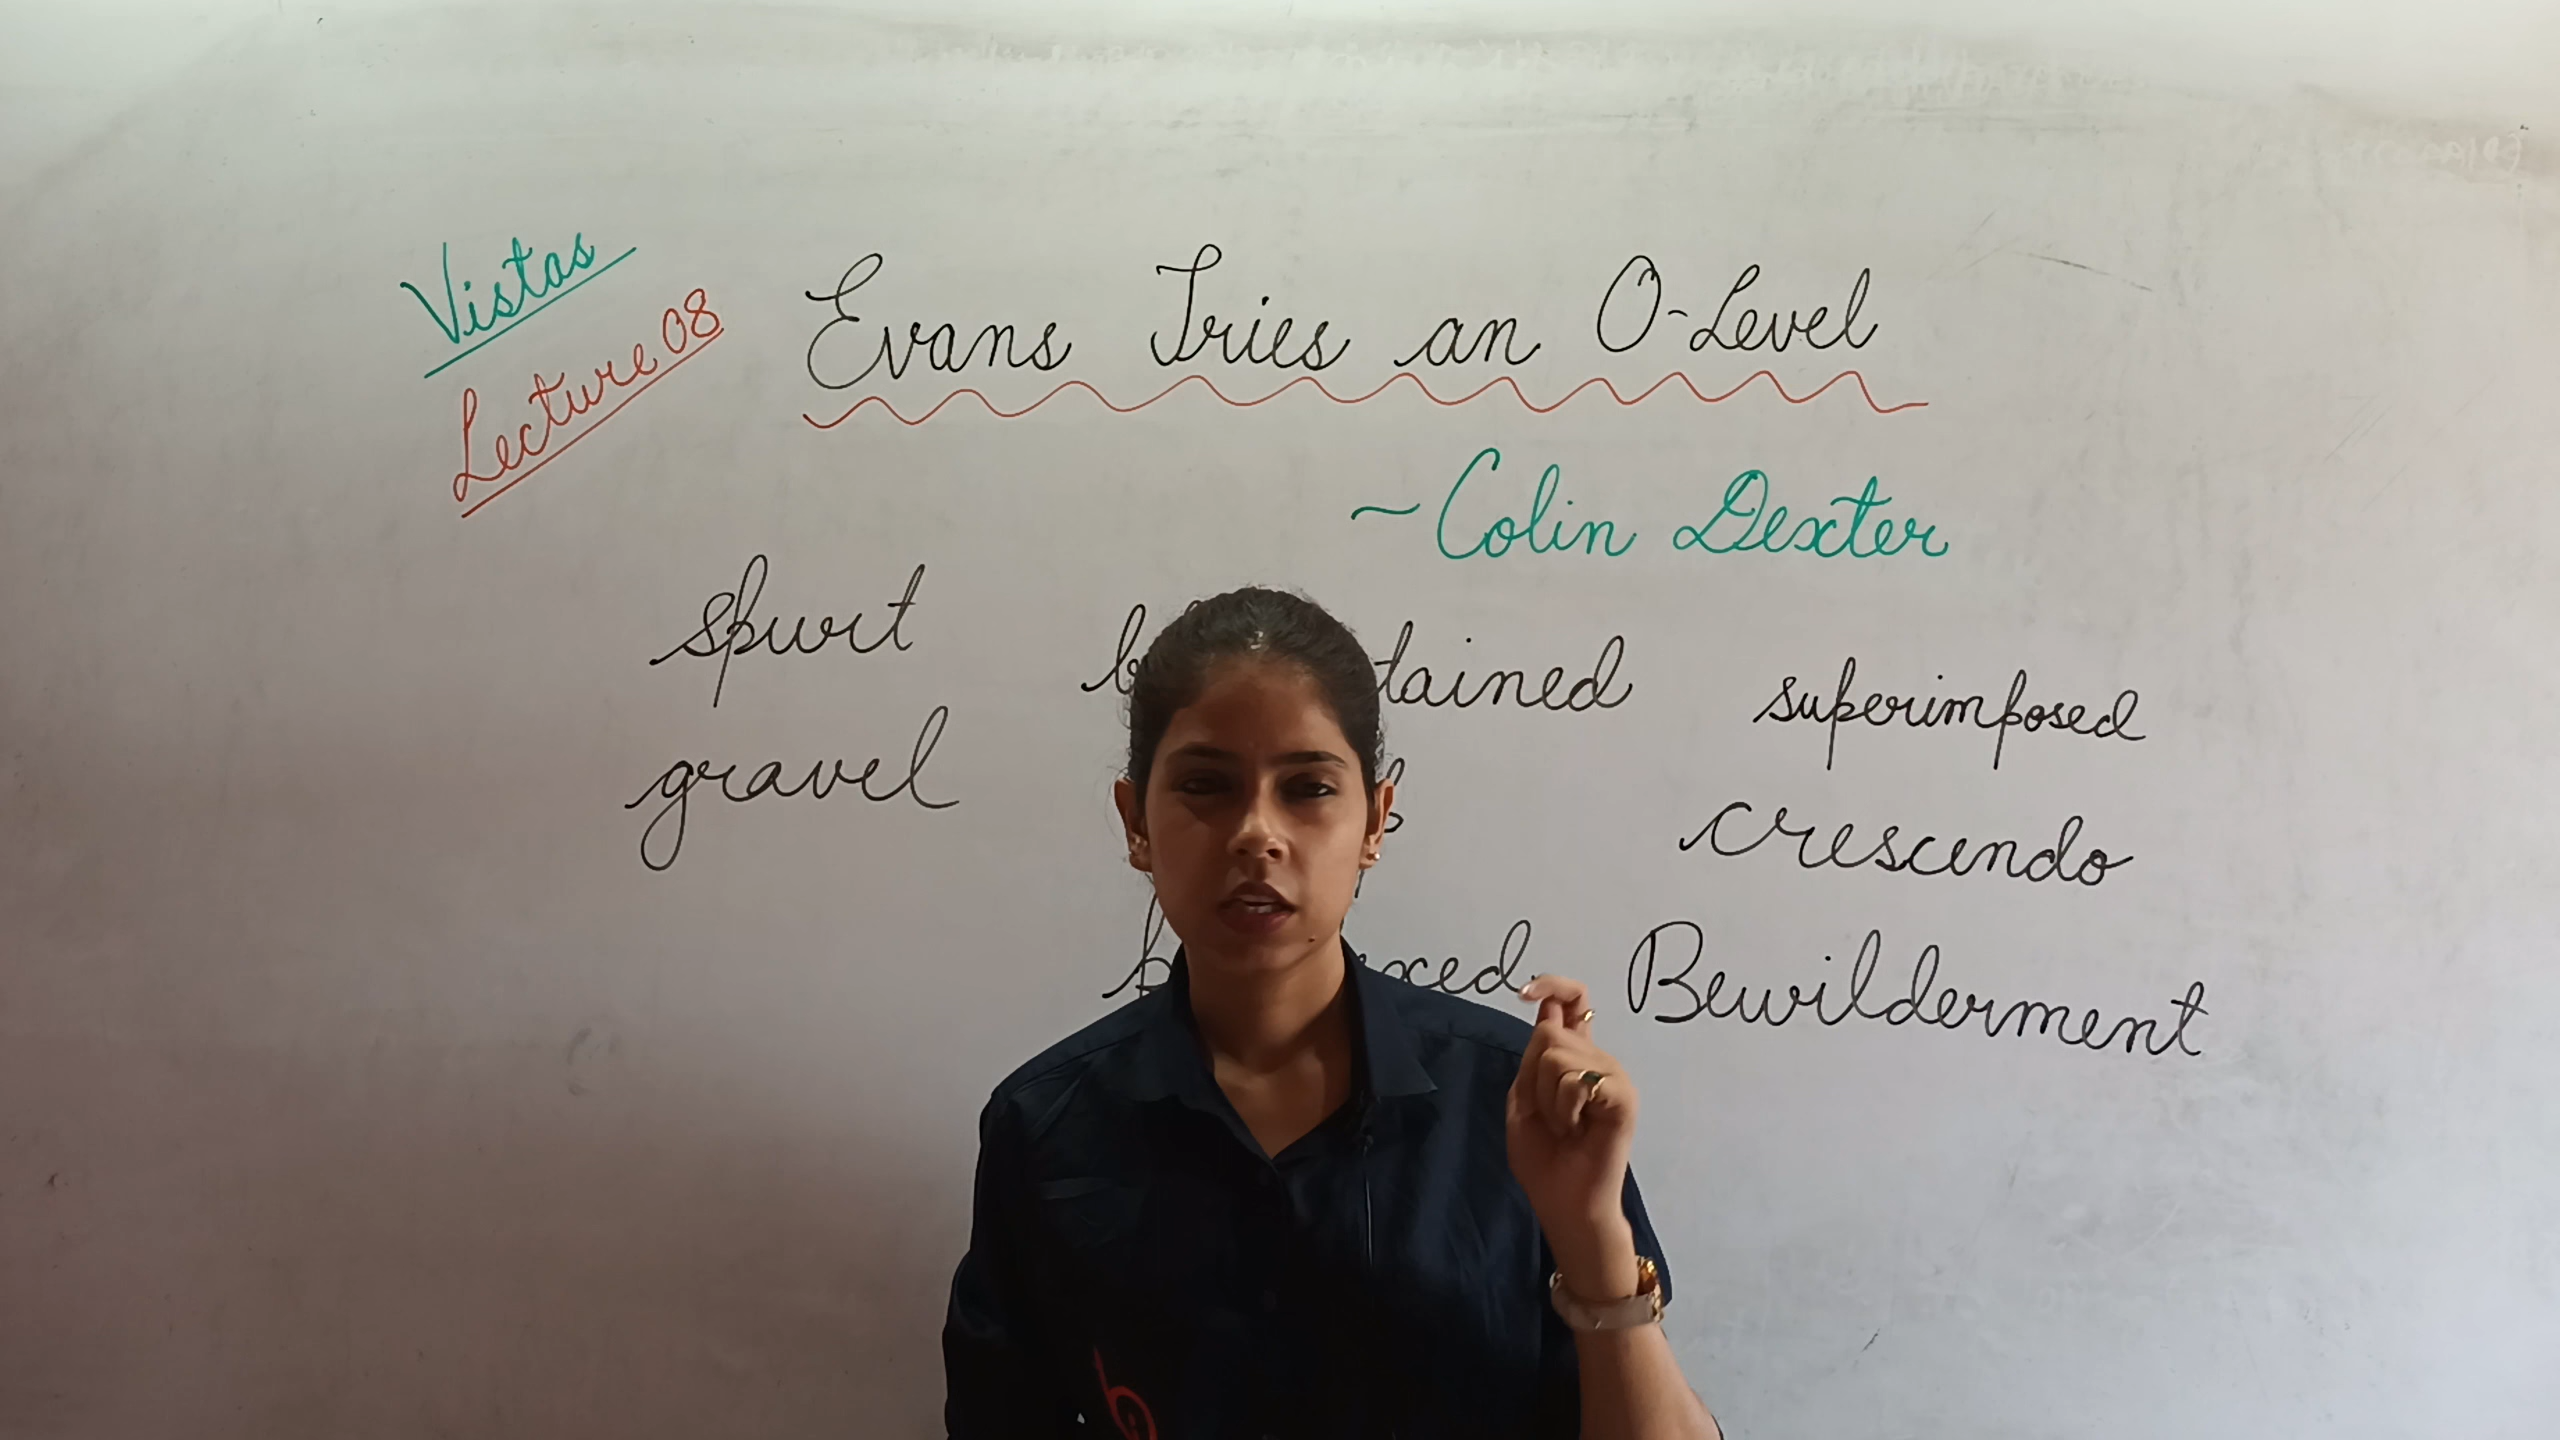 Vistas
Lecture 08
Evans Tries an O-Level
~ Colin Dexter
spurt
superimposed
gravel
crescendo
Bewilderment